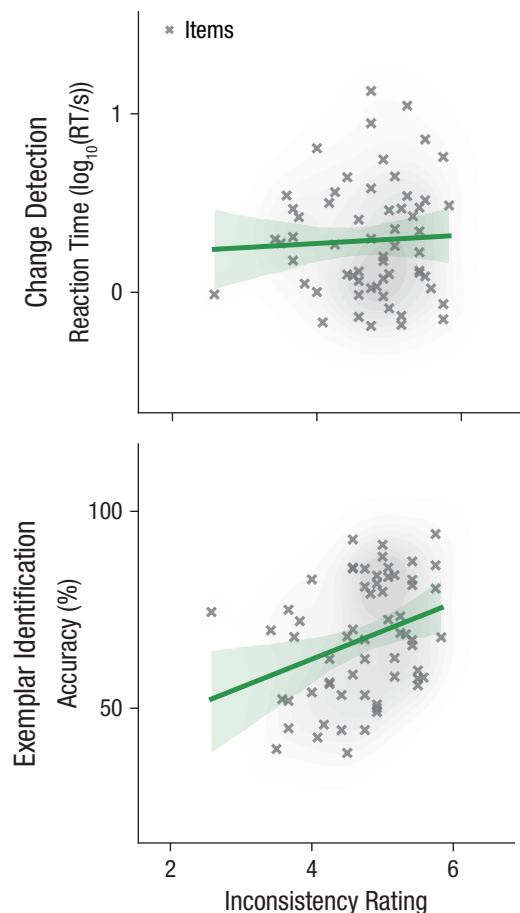 Items
Change Detection
Reaction Time (log₁₀(RT/s))
1
0
Exemplar Identification
Accuracy (%)
100
50
2
4
6
Inconsistency Rating